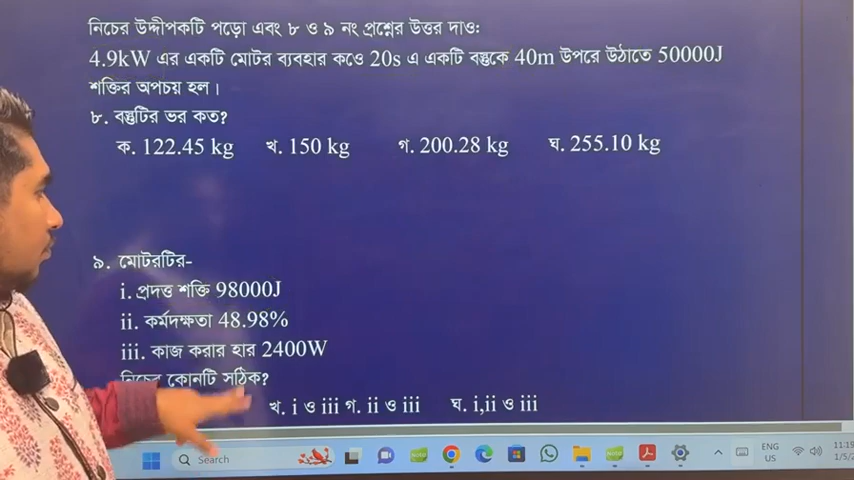 নিচের উদ্দীপকটি পড়ো এবং ৮ ও ৯ নং প্রশ্নের উত্তর দাও:
4.9kW এর একটি মোটর ব্যবহার কওে 20s এ একটি বস্তুকে 40m উপরে উঠাতে 50000J
শক্তির অপচয় হল।
৮. বস্তুটির ভর কত?
ক. 122.45 kg খ. 150 kg গ. 200.28 kg ঘ. 255.10 kg
৯. মোটরটির-
i. প্রদত্ত শক্তি 98000J
ii. কর্মদক্ষতা 48.98%
iii. কাজ করার হার 2400W
নিচের কোনটি সঠিক?
খ. i ও iii গ. ii ও iii ঘ. i,ii ও iii
Search
ENG
US
11:19